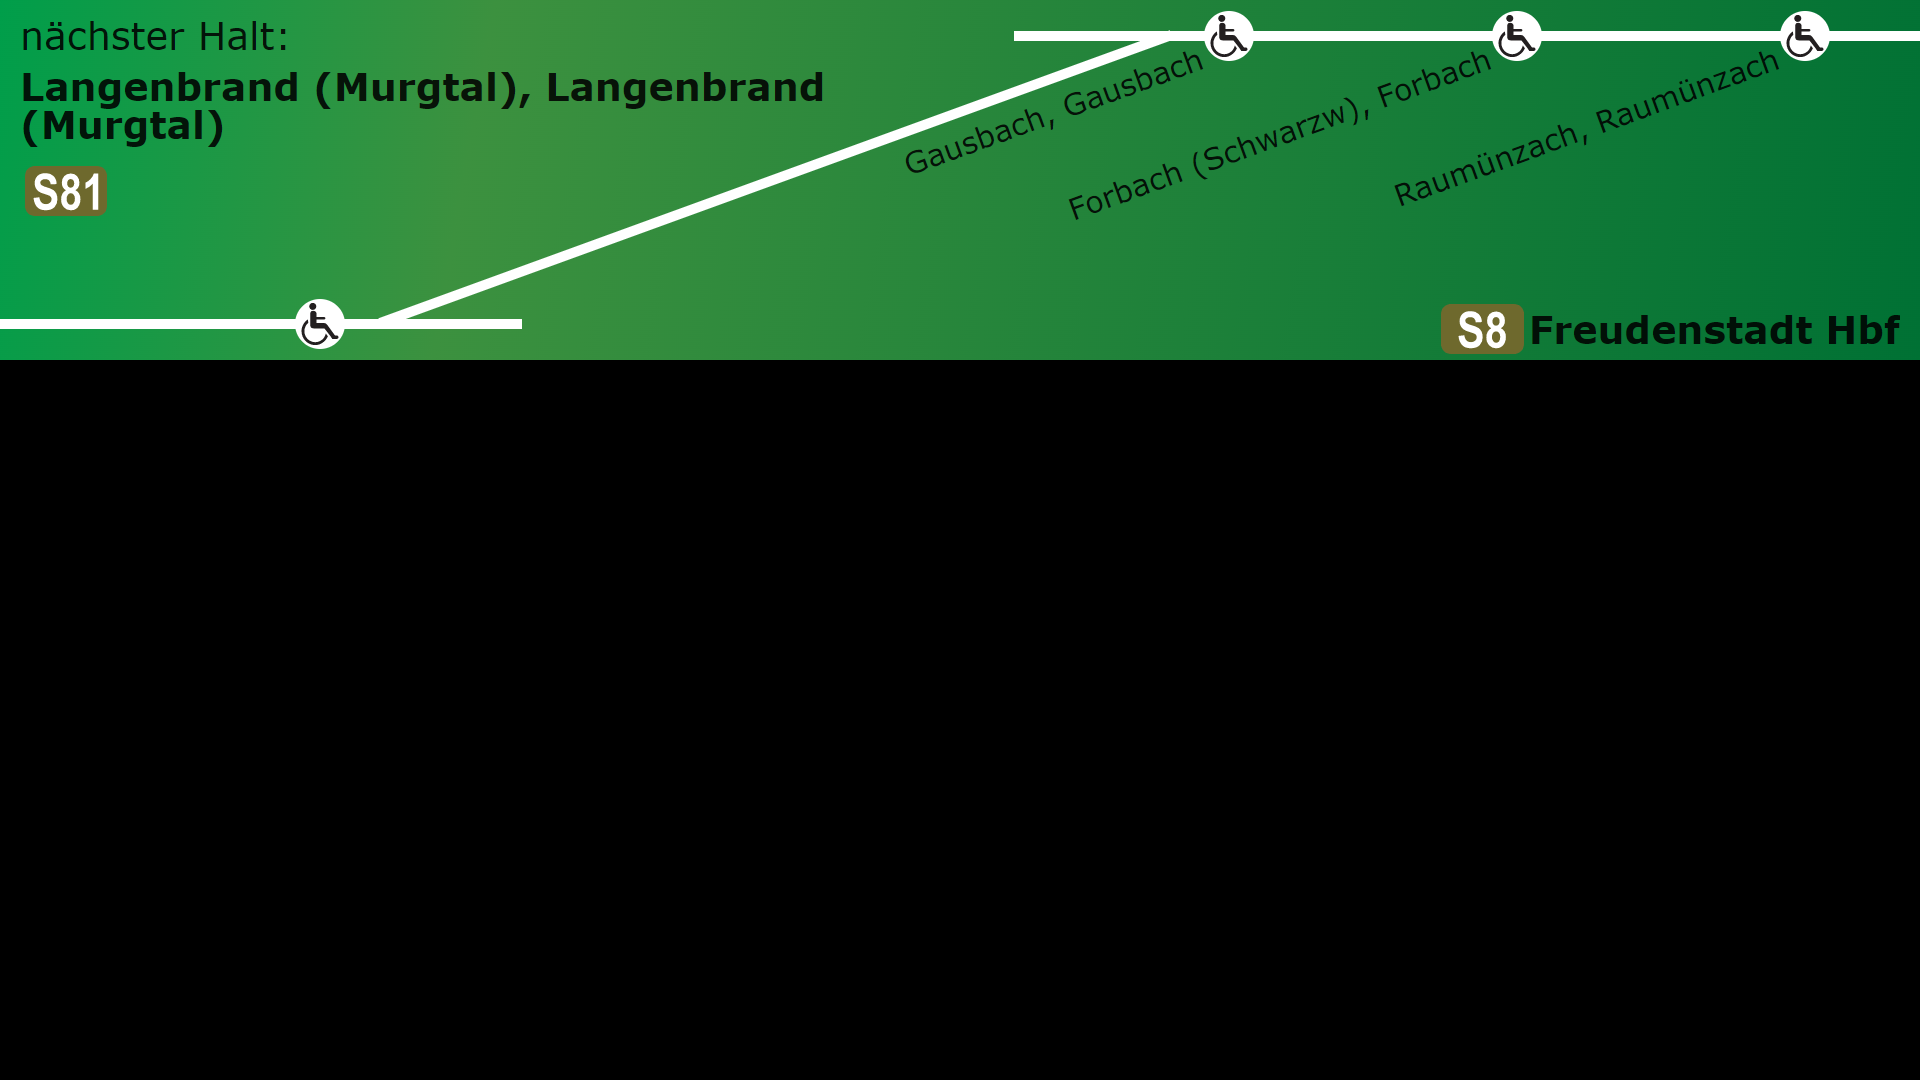 nächster Halt:
Langenbrand (Murgtal), Langenbrand
(Murgtal)
S81
Gausbach, Gausbach
Forbach (Schwarzw), Forbach
Raumünzach, Raumünzach
S8 Freudenstadt Hbf